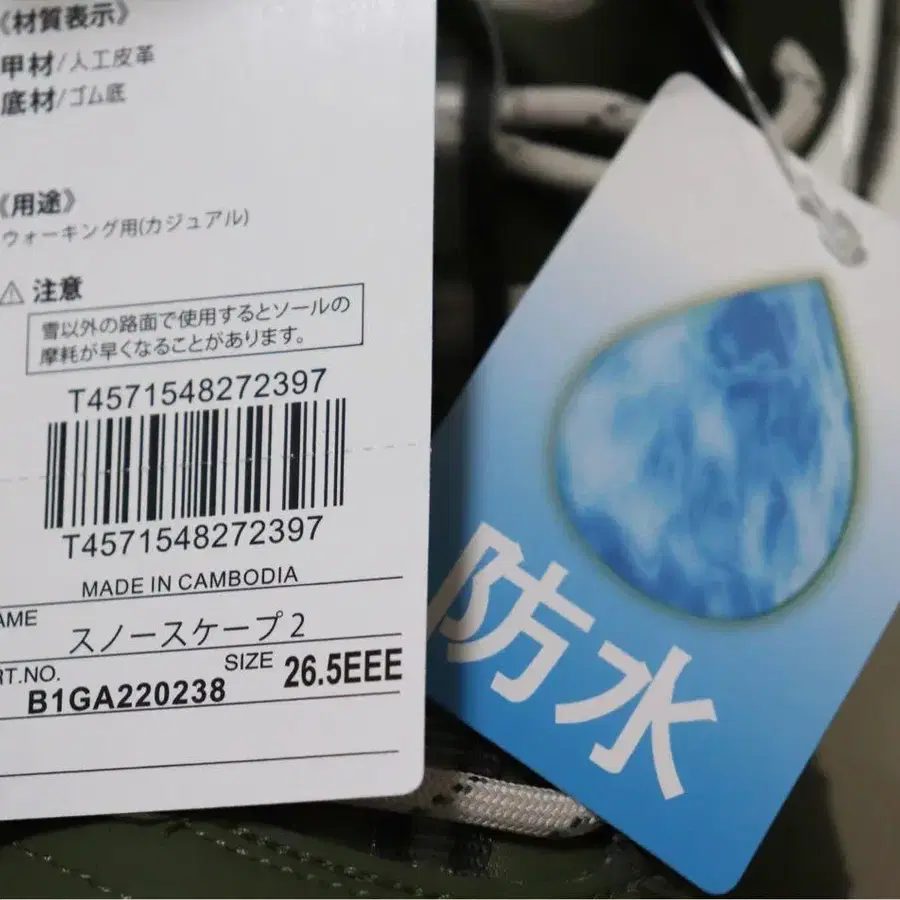 《材質表示》
甲材/人工皮革
底材/ゴム底
《用途》
ウォーキング用(カジュアル)
注意
雪以外の路面で使用するとソールの
摩耗が早くなることがあります。
T4571548272397
T4571548272397
MADE IN CAMBODIA
AME
スノースケープ2
RT.NO.
B1GA220238
SIZE 26.5EEE
防水